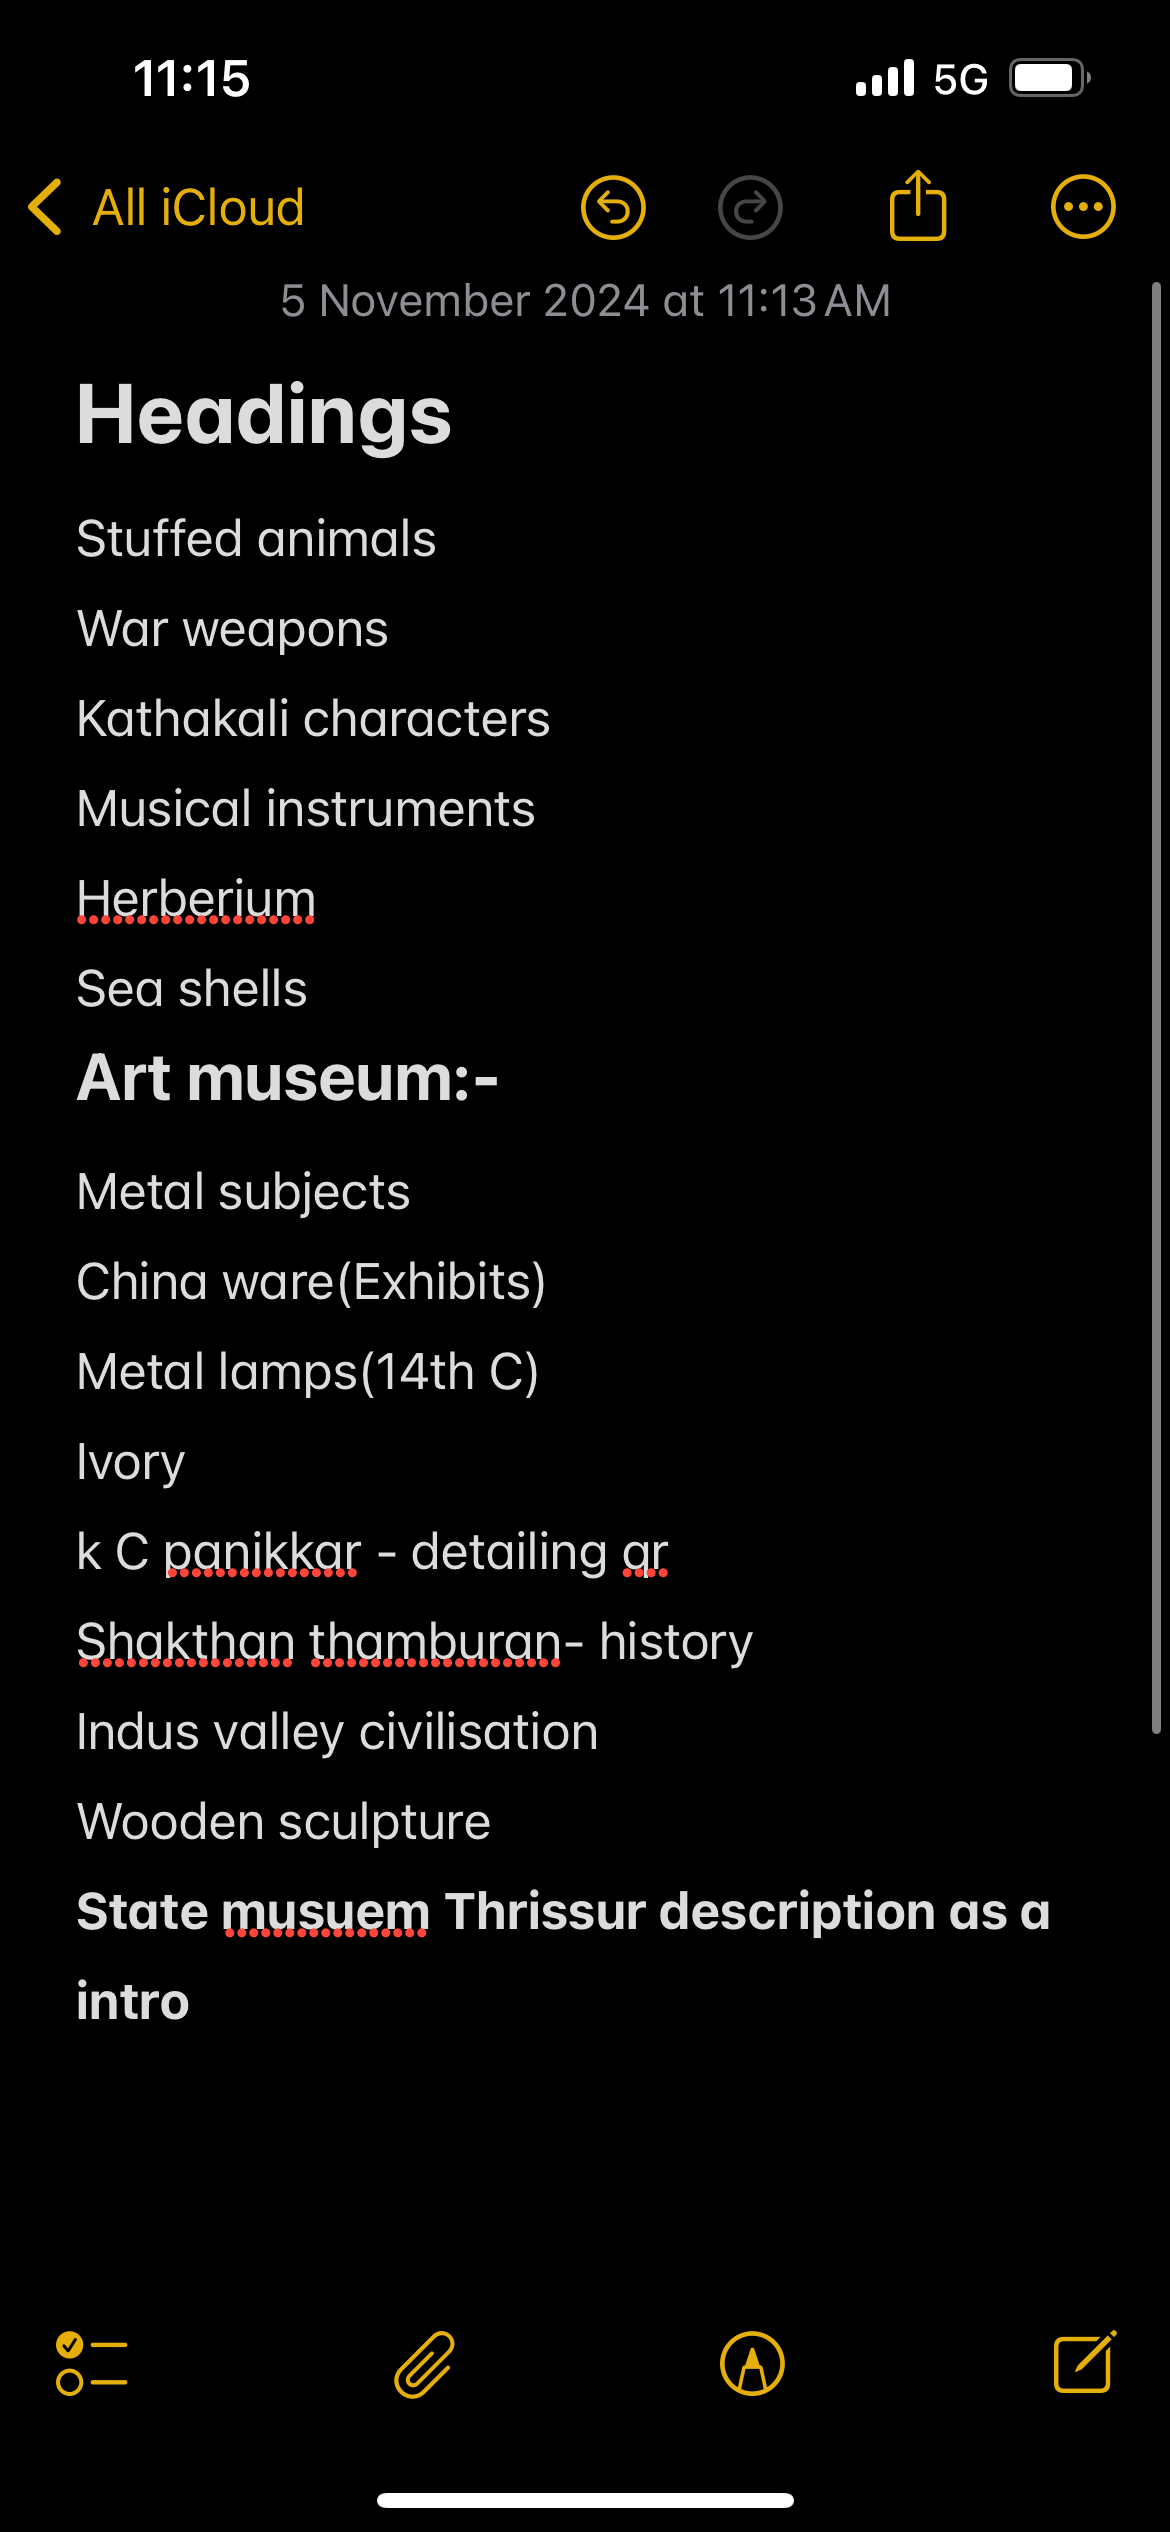 11:15
5G
All iCloud
5 November 2024 at 11:13 AM
Headings
Stuffed animals
War weapons
Kathakali characters
Musical instruments
Herberium
Sea shells
Art museum:-
Metal subjects
China ware(Exhibits)
Metal lamps(14th C)
Ivory
k C panikkar - detailing qr
Shakthan thamburan- history
Indus valley civilisation
Wooden sculpture
State musuem Thrissur description as a
intro